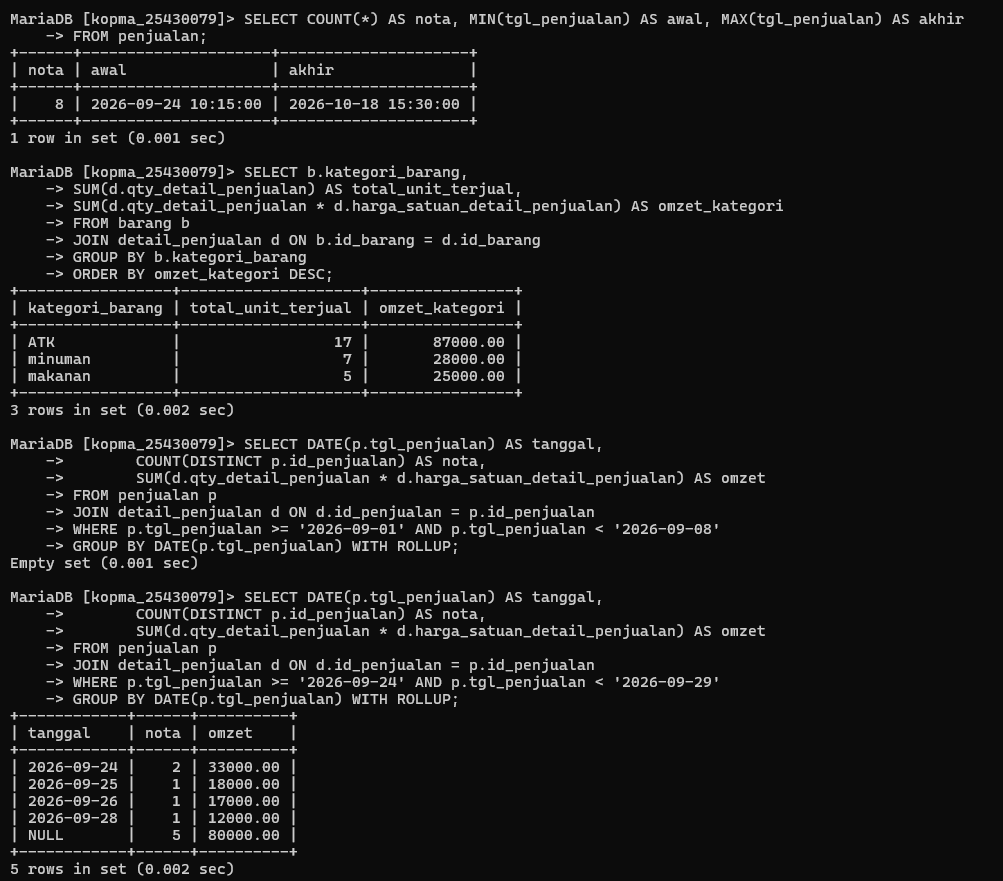 MariaDB [kopma_25430079]> SELECT COUNT(*) AS nota, MIN(tgl_penjualan) AS awal, MAX(tgl_penjualan) AS akhir
    -> FROM penjualan;
+------+---------------------+---------------------+
| nota | awal                | akhir               |
+------+---------------------+---------------------+
|    8 | 2026-09-24 10:15:00 | 2026-10-18 15:30:00 |
+------+---------------------+---------------------+
1 row in set (0.001 sec)

MariaDB [kopma_25430079]> SELECT b.kategori_barang,
    -> SUM(d.qty_detail_penjualan) AS total_unit_terjual,
    -> SUM(d.qty_detail_penjualan * d.harga_satuan_detail_penjualan) AS omzet_kategori
    -> FROM barang b
    -> JOIN detail_penjualan d ON b.id_barang = d.id_barang
    -> GROUP BY b.kategori_barang
    -> ORDER BY omzet_kategori DESC;
+-----------------+--------------------+----------------+
| kategori_barang | total_unit_terjual | omzet_kategori |
+-----------------+--------------------+----------------+
| ATK             |                 17 |       87000.00 |
| minuman         |                  7 |       28000.00 |
| makanan         |                  5 |       25000.00 |
+-----------------+--------------------+----------------+
3 rows in set (0.002 sec)

MariaDB [kopma_25430079]> SELECT DATE(p.tgl_penjualan) AS tanggal,
    ->        COUNT(DISTINCT p.id_penjualan) AS nota,
    ->        SUM(d.qty_detail_penjualan * d.harga_satuan_detail_penjualan) AS omzet
    -> FROM penjualan p
    -> JOIN detail_penjualan d ON d.id_penjualan = p.id_penjualan
    -> WHERE p.tgl_penjualan >= '2026-09-01' AND p.tgl_penjualan < '2026-09-08'
    -> GROUP BY DATE(p.tgl_penjualan) WITH ROLLUP;
Empty set (0.001 sec)

MariaDB [kopma_25430079]> SELECT DATE(p.tgl_penjualan) AS tanggal,
    ->        COUNT(DISTINCT p.id_penjualan) AS nota,
    ->        SUM(d.qty_detail_penjualan * d.harga_satuan_detail_penjualan) AS omzet
    -> FROM penjualan p
    -> JOIN detail_penjualan d ON d.id_penjualan = p.id_penjualan
    -> WHERE p.tgl_penjualan >= '2026-09-24' AND p.tgl_penjualan < '2026-09-29'
    -> GROUP BY DATE(p.tgl_penjualan) WITH ROLLUP;
+------------+------+----------+
| tanggal    | nota | omzet    |
+------------+------+----------+
| 2026-09-24 |    2 | 33000.00 |
| 2026-09-25 |    1 | 18000.00 |
| 2026-09-26 |    1 | 17000.00 |
| 2026-09-28 |    1 | 12000.00 |
| NULL       |    5 | 80000.00 |
+------------+------+----------+
5 rows in set (0.002 sec)